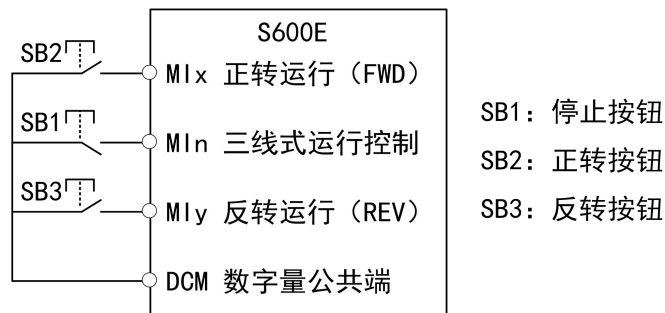 S600E
SB2
MIx 正转运行（FWD）
SB1
MIn 三线式运行控制
SB3
MIy 反转运行（REV）
DCM 数字量公共端
SB1：停止按钮
SB2：正转按钮
SB3：反转按钮